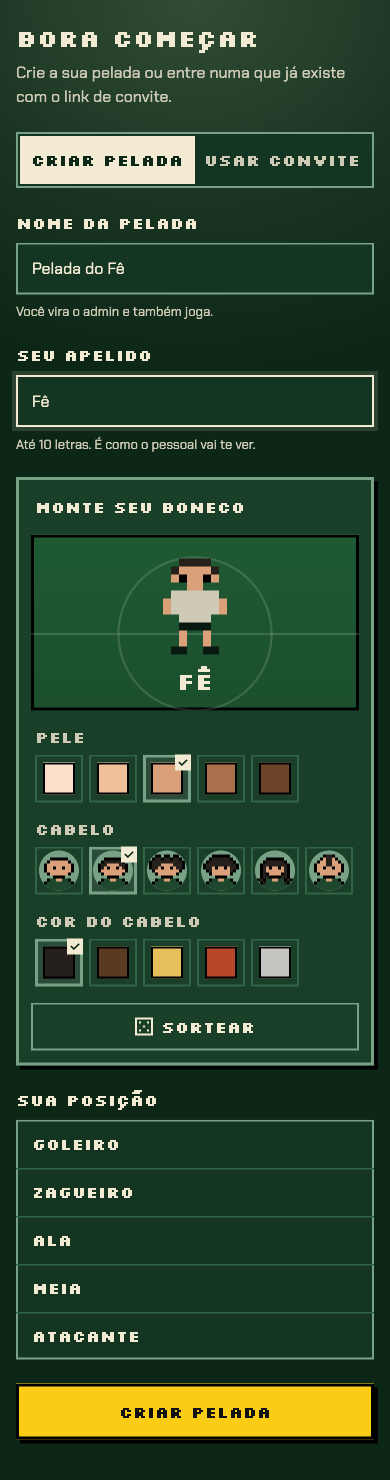 BORA COMEÇAR
Crie a sua pelada ou entre numa que já existe
com o link de convite.
CRIAR PELADA
USAR CONVITE
NOME DA PELADA
Pelada do Fê
Você vira o admin e também joga.
SEU APELIDO
Fê
Até 10 letras. É como o pessoal vai te ver.
MONTE SEU BONECO
FÊ
PELE
CABELO
COR DO CABELO
SORTEAR
SUA POSIÇÃO
GOLEIRO
ZAGUEIRO
ALA
MEIA
ATACANTE
CRIAR PELADA